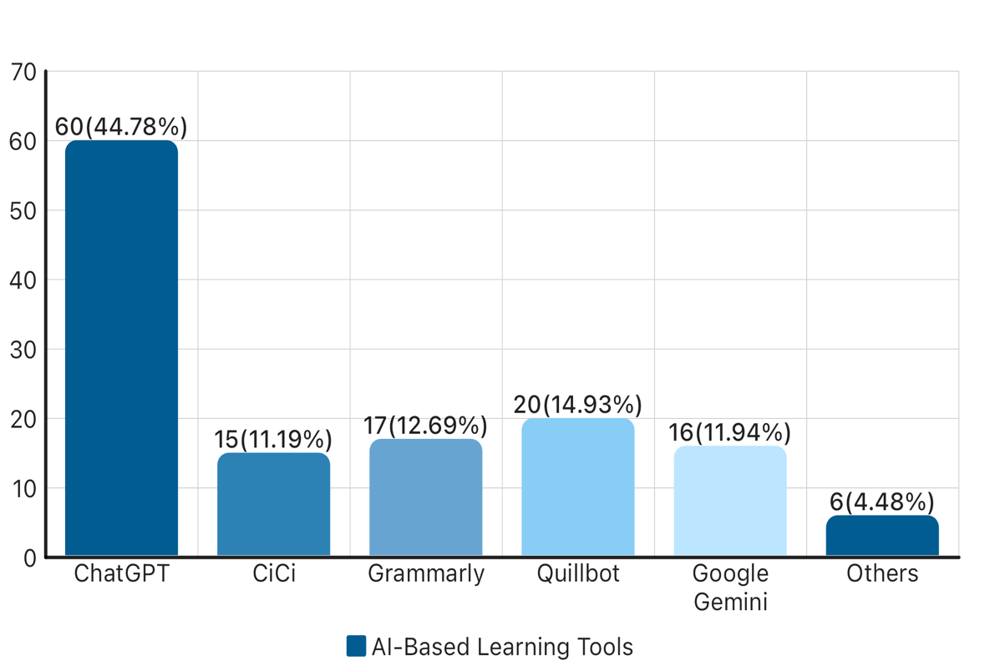 70
60(44.78%)
60
50
40
30
20(14.93%)
20
17(12.69%)
16(11.94%)
15(11.19%)
10
6(4.48%)
0
ChatGPT
CiCi
Grammarly
Quillbot
Google
Gemini
Others
AI-Based Learning Tools